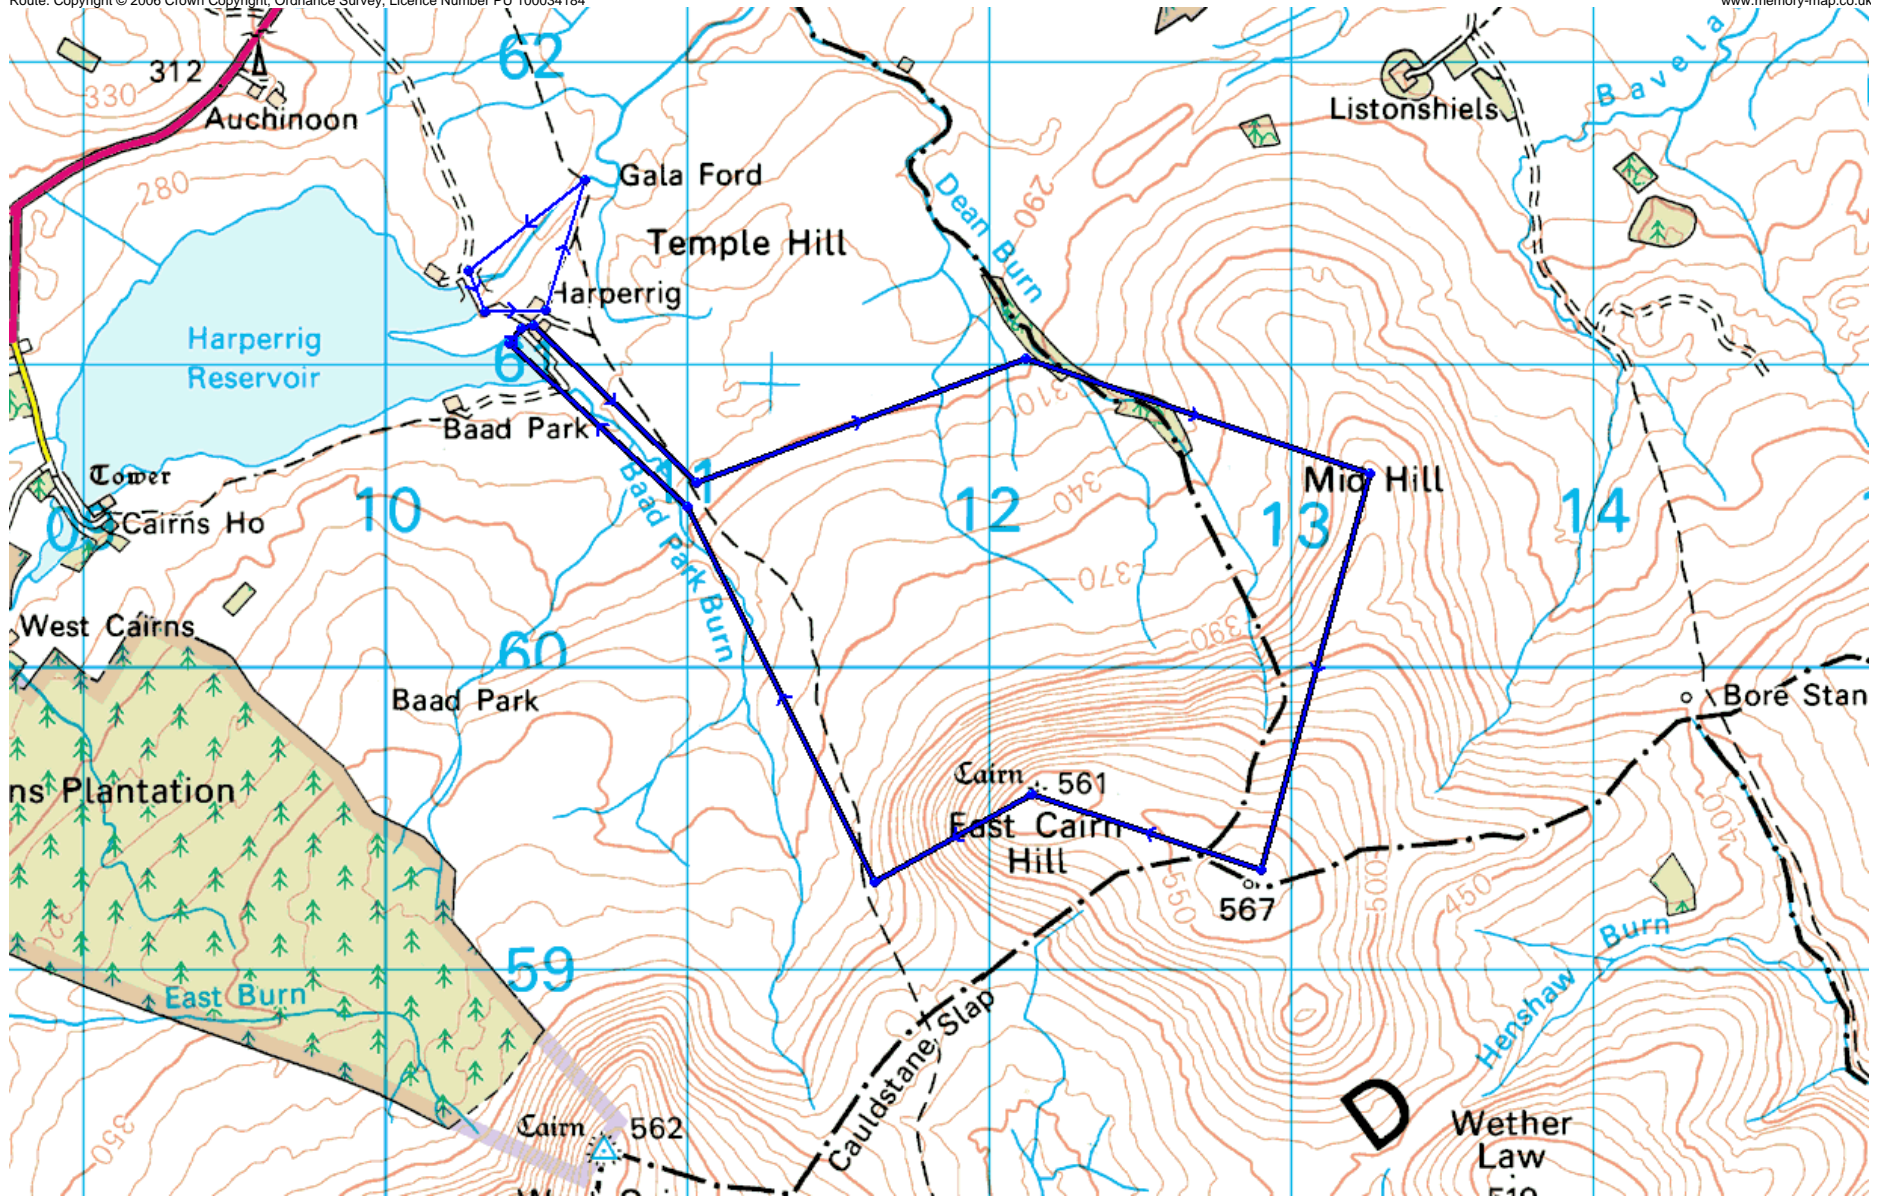 Route: Copyright © 2006 Crown Copyright; Ordnance Survey, Licence Number PU 100034184
www.memory-map.co.uk
62
312
330
Auchinoon
280
Gala Ford
Temple Hill
Harperrig
Harperrig
Reservoir
Dean Burn
290
Listonshiels
Bavela
Baad Park
310
340
370
390
Mid Hill
Tower
Cairns Ho
10
11
12
13
14
Baad Park Burn
West Cairns
60
Baad Park
Bore Stan
ns Plantation
Cairn
561
East Cairn
Hill
567
550
500
450
400
Burn
Henshaw
320
59
East Burn
Cauldstane Slap
350
Cairn
562
D
Wether
Law